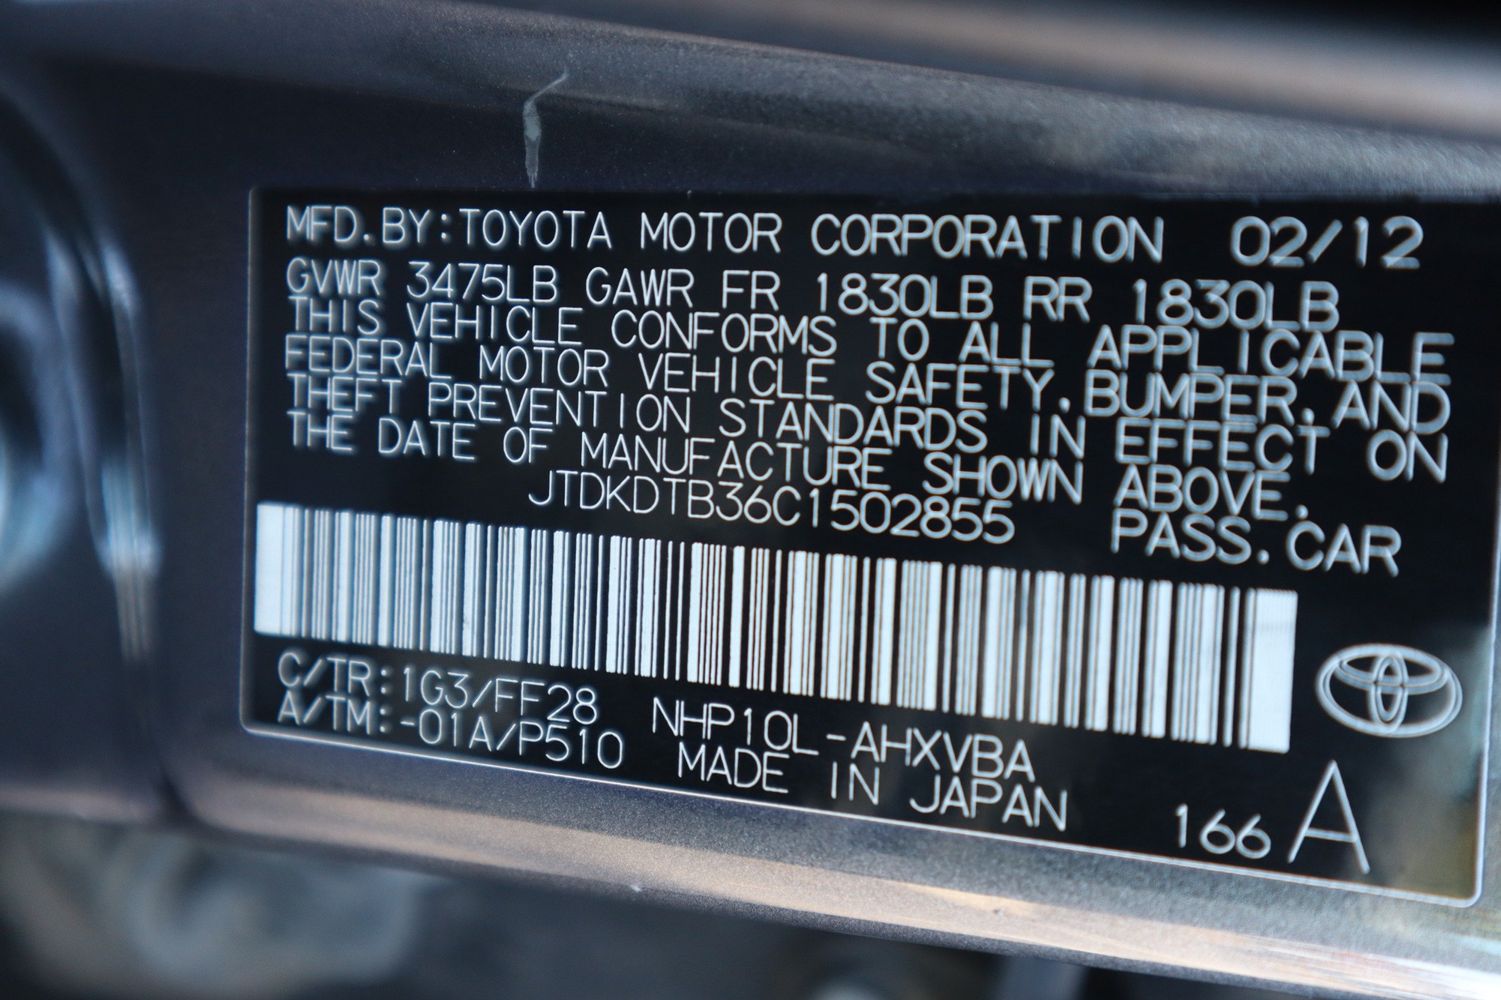 MFD.BY:TOYOTA MOTOR CORPORATION 02/12
GVWR 3475LB GAWR FR 1830LB RR 1830LB
THIS VEHICLE CONFORMS TO ALL APPLICABLE
FEDERAL MOTOR VEHICLE SAFETY,BUMPER,AND
THEFT PREVENTION STANDARDS IN EFFECT ON
THE DATE OF MANUFACTURE SHOWN ABOVE.
JTDKDTB36C1502855 PASS.CAR
C/TR:1G3/FF28 NHP10L-AHXVBA
A/TM:-01A/P510 MADE IN JAPAN 166 A